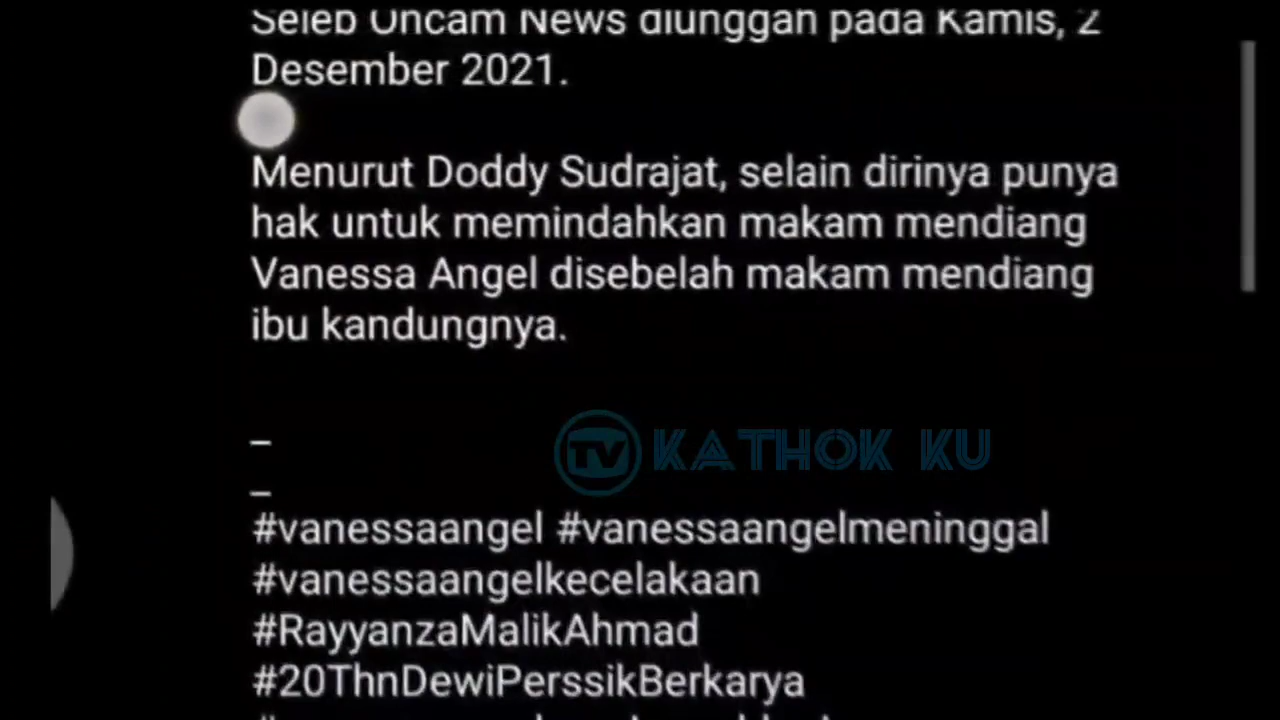 Seleb Oncam News diunggah pada Kamis, 2
Desember 2021.
Menurut Doddy Sudrajat, selain dirinya punya
hak untuk memindahkan makam mendiang
Vanessa Angel disebelah makam mendiang
ibu kandungnya.
_
TV KATHOK KU
_
#vanessaangel #vanessaangelmeninggal
#vanessaangelkecelakaan
#RayyanzaMalikAhmad
#20ThnDewiPerssikBerkarya